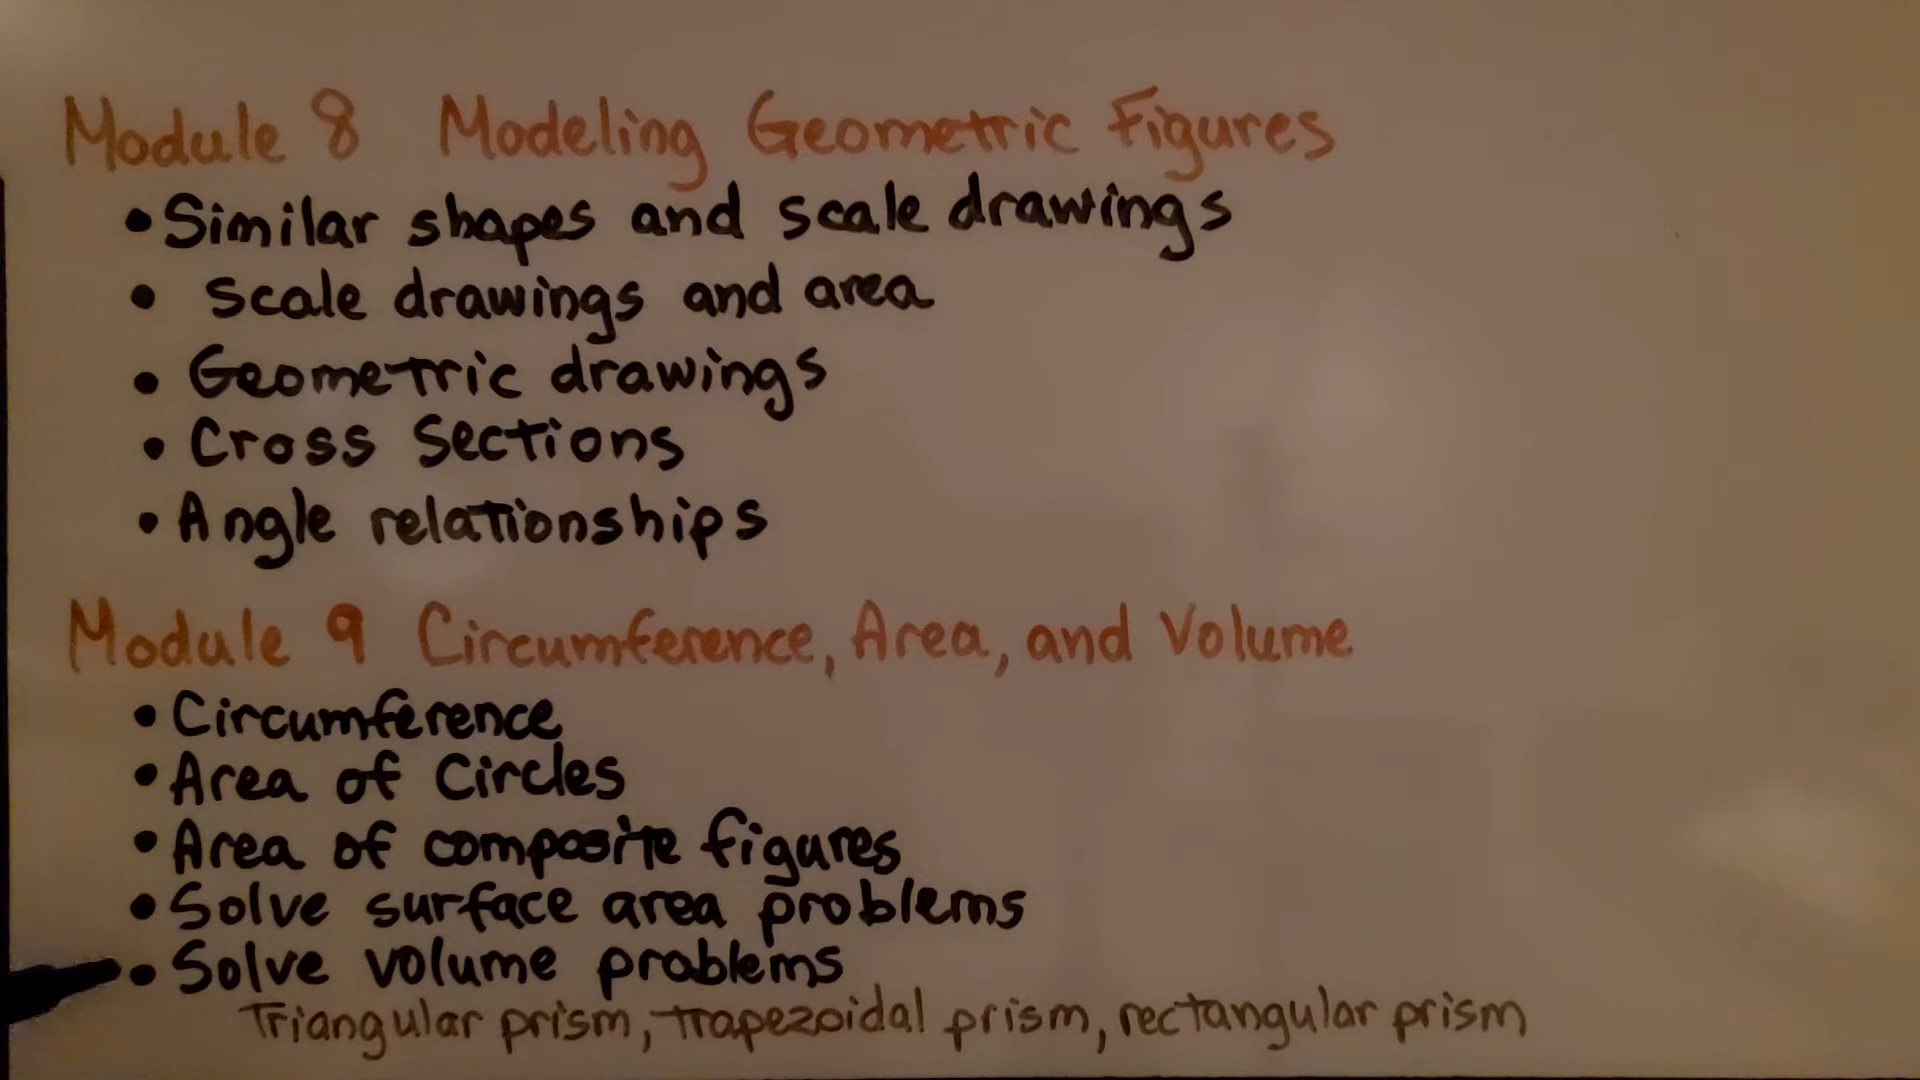 Module 8 Modeling Geometric Figures
• Similar shapes and scale drawings
• Scale drawings and area
• Geometric drawings
• Cross Sections
• Angle relationships
Module 9 Circumference, Area, and Volume
• Circumference
• Area of Circles
• Area of composite figures
• Solve surface area problems
• Solve volume problems
Triangular prism, trapezoidal prism, rectangular prism